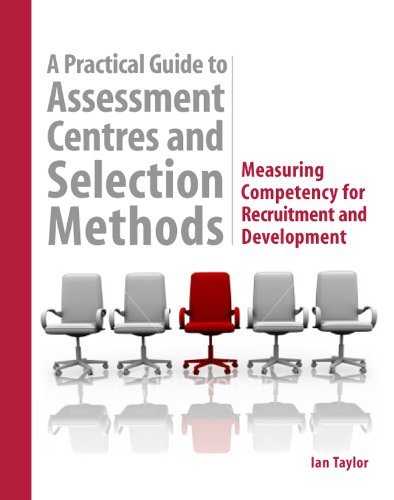 A Practical Guide to
Assessment
Centres and
Selection
Methods
Measuring
Competency for
Recruitment and
Development
Ian Taylor